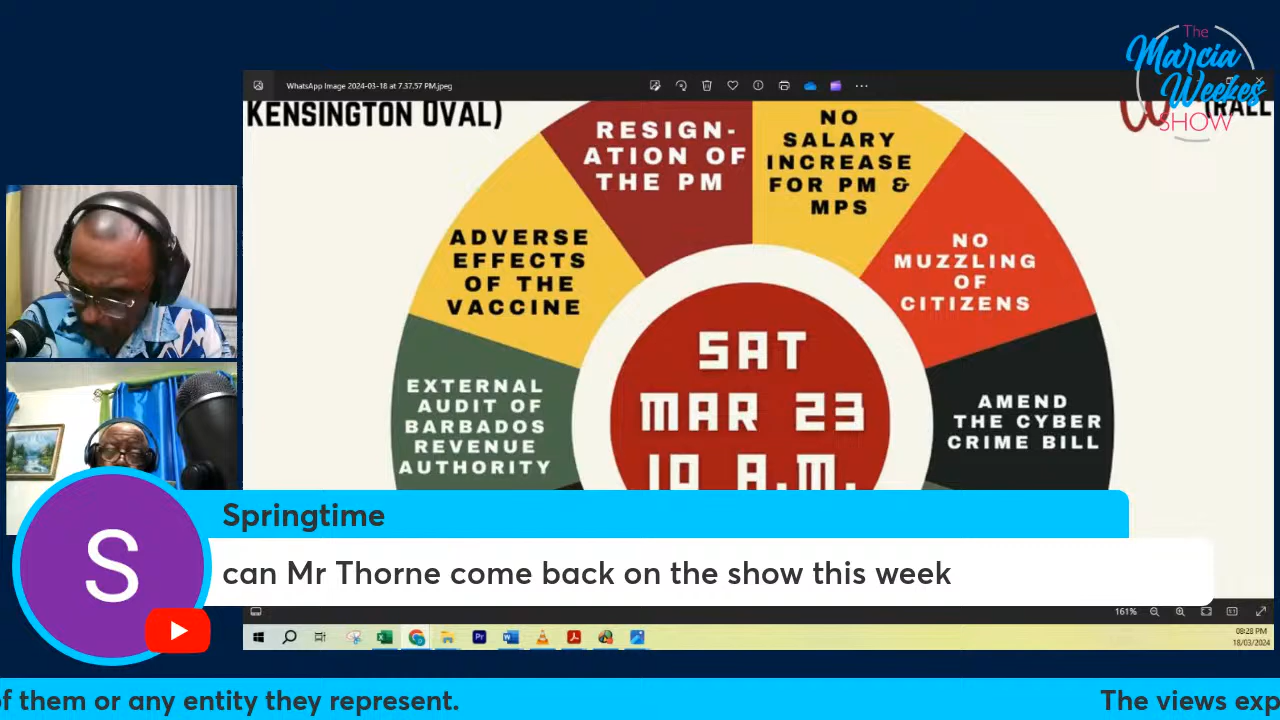 The
Marcia
Weekes
SHOW
WhatsApp Image 2024-03-18 at 7.37.57 PM.jpeg
KENSINGTON OVAL)
RESIGN-
ATION OF
THE PM
NO
SALARY
INCREASE
FOR PM &
MPS
ADVERSE
EFFECTS
OF THE
VACCINE
NO
MUZZLING
OF
CITIZENS
EXTERNAL
AUDIT OF
BARBADOS
REVENUE
AUTHORITY
SAT
MAR 23
10 A.M.
AMEND
THE CYBER
CRIME BILL
S
Springtime
can Mr Thorne come back on the show this week
161%
08:28 PM
18/03/2024
of them or any entity they represent.
The views exp